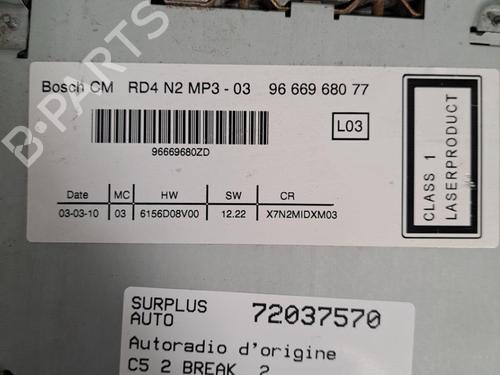 B-PARTS
Bosch CM RD4 N2 MP3 - 03 96 669 680 77
L03
96669680ZD
Date MC HW SW CR
03-03-10 03 6156D08V00 12.22 X7N2MIDXM03
CLASS 1
LASERPRODUCT
SURPLUS
AUTO
72037570
Autoradio d'origine
C5 2 BREAK 2